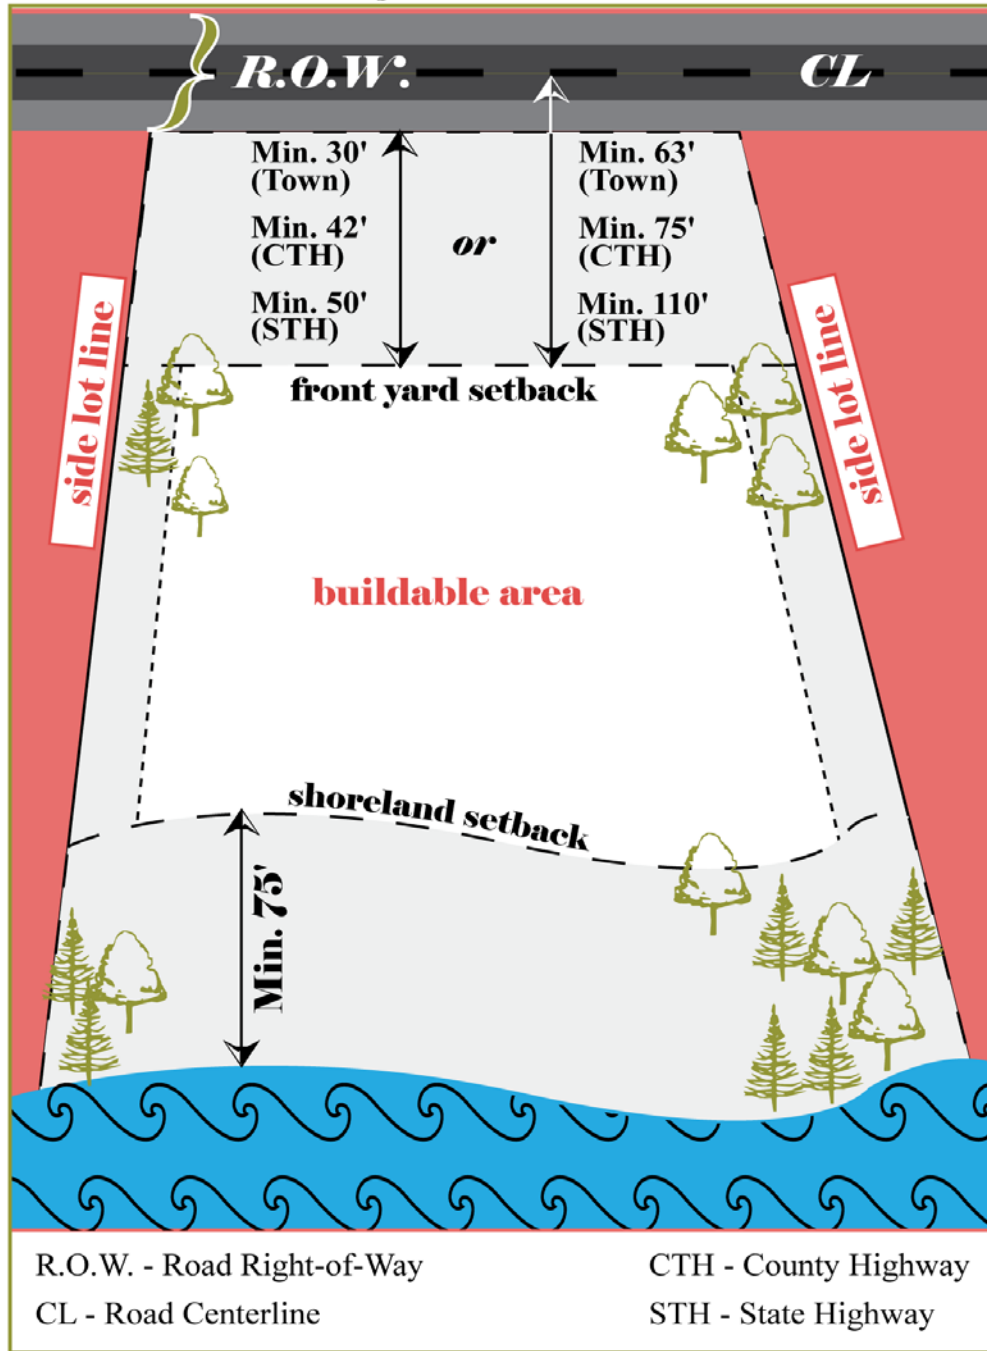 R.O.W.
CL
Min. 30'
(Town)
Min. 42'
(CTH)
Min. 50'
(STH)
or
Min. 63'
(Town)
Min. 75'
(CTH)
Min. 110'
(STH)
front yard setback
side lot line
side lot line
buildable area
shoreland setback
Min. 75'
R.O.W. - Road Right-of-Way
CL - Road Centerline
CTH - County Highway
STH - State Highway